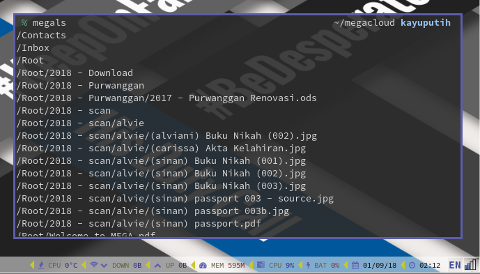 % megals ~/megacloud kayuputih
/Contacts
/Inbox
/Root
/Root/2018 - Download
/Root/2018 - Purwanggan
/Root/2018 - Purwanggan/2017 - Purwanggan Renovasi.ods
/Root/2018 - scan
/Root/2018 - scan/alvie
/Root/2018 - scan/alvie/(alviani) Buku Nikah (002).jpg
/Root/2018 - scan/alvie/(carissa) Akta Kelahiran.jpg
/Root/2018 - scan/alvie/(sinan) Buku Nikah (001).jpg
/Root/2018 - scan/alvie/(sinan) Buku Nikah (002).jpg
/Root/2018 - scan/alvie/(sinan) Buku Nikah (003).jpg
/Root/2018 - scan/alvie/(sinan) passport 003 - source.jpg
/Root/2018 - scan/alvie/(sinan) passport 003b.jpg
/Root/2018 - scan/alvie/(sinan) passport.pdf
/Root/Welcome to MEGA.pdf
CPU 0°C DOWN 0B UP 0B MEM 595M CPU 9% BAT 0% 01/09/18 02:12 EN